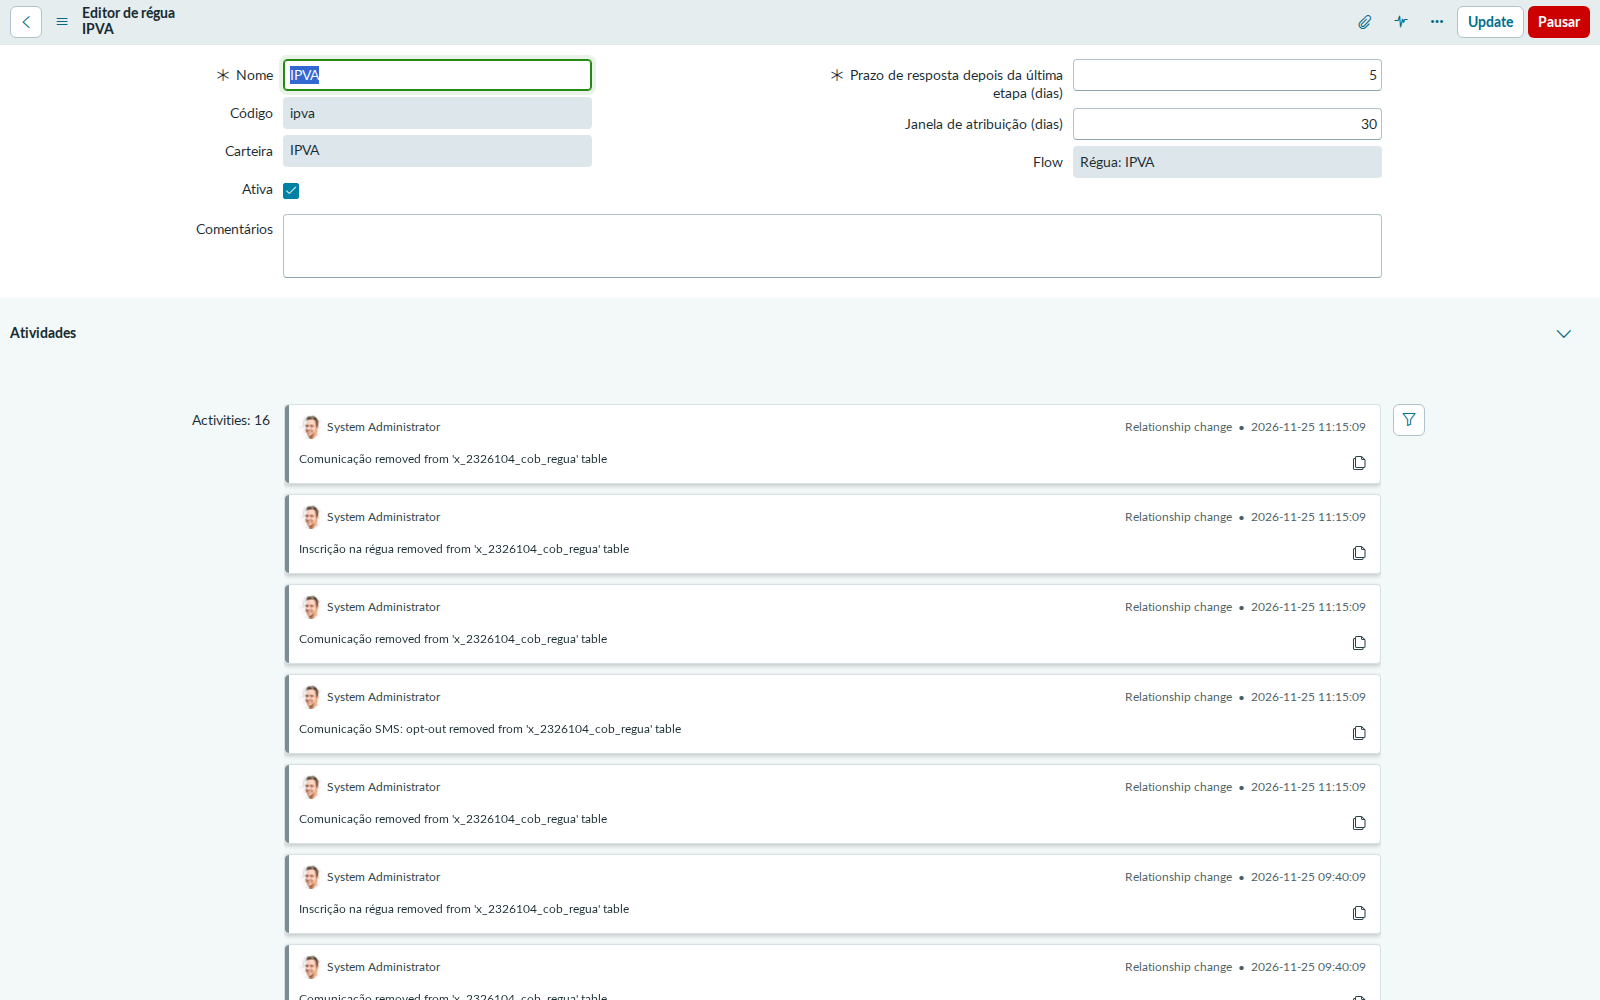 Editor de régua
IPVA
Update
Pausar
Nome
IPVA
Código
ipva
Carteira
IPVA
Ativa
Prazo de resposta depois da última
etapa (dias)
5
Janela de atribuição (dias)
30
Flow
Régua: IPVA
Comentários
Atividades
Activities: 16
System Administrator
Relationship change • 2026-11-25 11:15:09
Comunicação removed from 'x_2326104_cob_regua' table
System Administrator
Relationship change • 2026-11-25 11:15:09
Inscrição na régua removed from 'x_2326104_cob_regua' table
System Administrator
Relationship change • 2026-11-25 11:15:09
Comunicação removed from 'x_2326104_cob_regua' table
System Administrator
Relationship change • 2026-11-25 11:15:09
Comunicação SMS: opt-out removed from 'x_2326104_cob_regua' table
System Administrator
Relationship change • 2026-11-25 11:15:09
Comunicação removed from 'x_2326104_cob_regua' table
System Administrator
Relationship change • 2026-11-25 09:40:09
Inscrição na régua removed from 'x_2326104_cob_regua' table
System Administrator
Relationship change • 2026-11-25 09:40:09
Comunicação removed from 'x_2326104_cob_regua' table